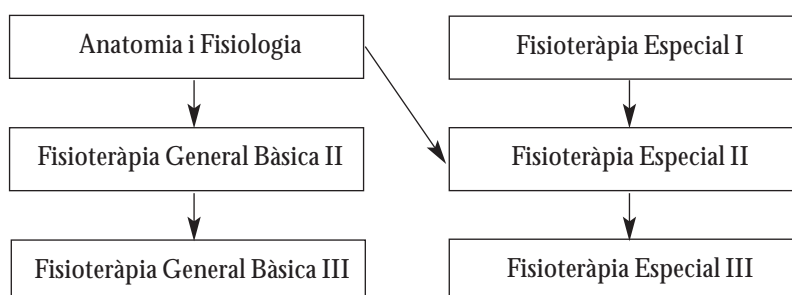 Anatomia i Fisiologia
Fisioteràpia Especial I
Fisioteràpia General Bàsica II
Fisioteràpia Especial II
Fisioteràpia General Bàsica III
Fisioteràpia Especial III